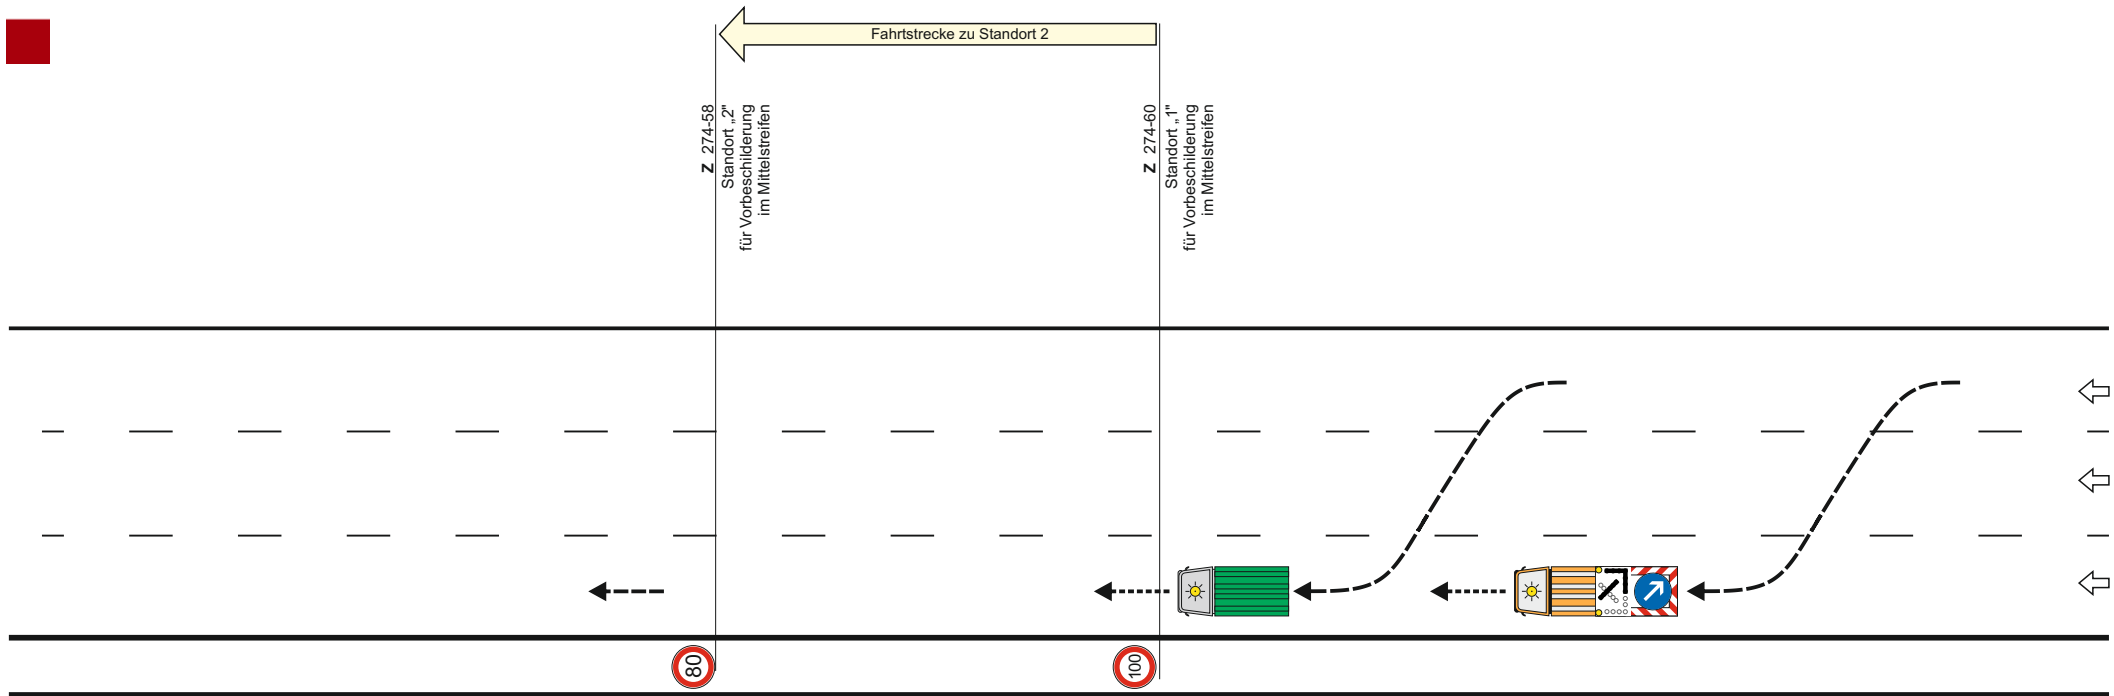 Fahrtstrecke zu Standort 2
Z 274-58
Standort „2"
für Vorbeschilderung
im Mittelstreifen
Z 274-60
Standort „1"
für Vorbeschilderung
im Mittelstreifen
80
100